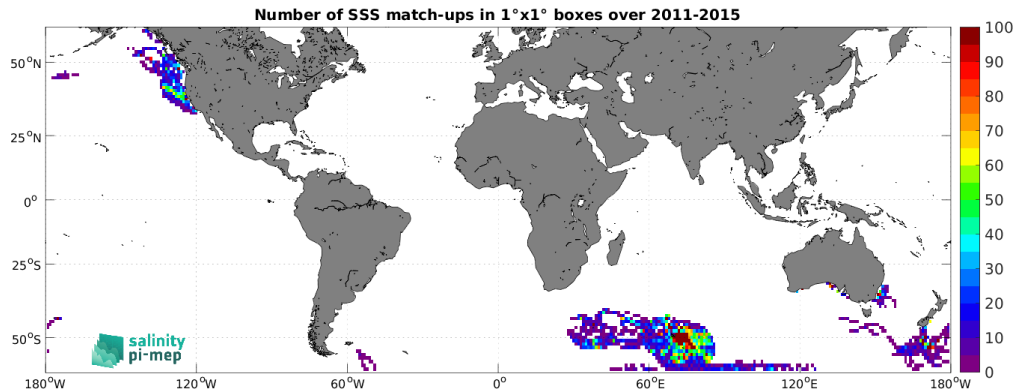 Number of SSS match-ups in 1°x1° boxes over 2011-2015
50°N
25°N
0°
25°S
50°S
180°W
120°W
60°W
0°
60°E
120°E
180°W
salinity
pi-mep
100
90
80
70
60
50
40
30
20
10
0